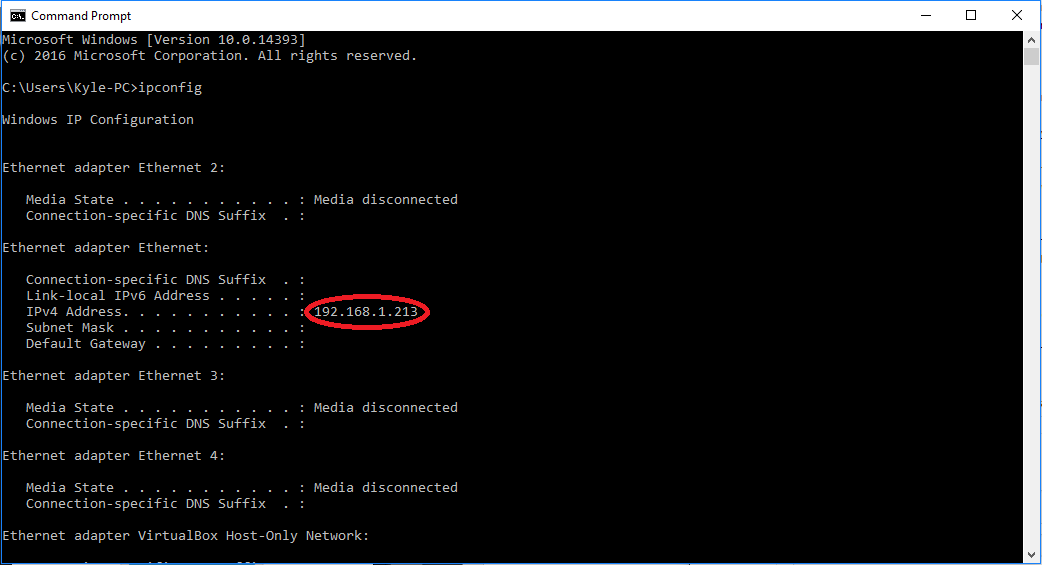 Command Prompt
Microsoft Windows [Version 10.0.14393]
(c) 2016 Microsoft Corporation. All rights reserved.
C:\Users\Kyle-PC>ipconfig
Windows IP Configuration
Ethernet adapter Ethernet 2:
Media State . . . . . . . . . . . : Media disconnected
Connection-specific DNS Suffix  . :
Ethernet adapter Ethernet:
Connection-specific DNS Suffix  . :
Link-local IPv6 Address . . . . . :
IPv4 Address. . . . . . . . . . . : 192.168.1.213
Subnet Mask . . . . . . . . . . . :
Default Gateway . . . . . . . . . :
Ethernet adapter Ethernet 3:
Media State . . . . . . . . . . . : Media disconnected
Connection-specific DNS Suffix  . :
Ethernet adapter Ethernet 4:
Media State . . . . . . . . . . . : Media disconnected
Connection-specific DNS Suffix  . :
Ethernet adapter VirtualBox Host-Only Network: